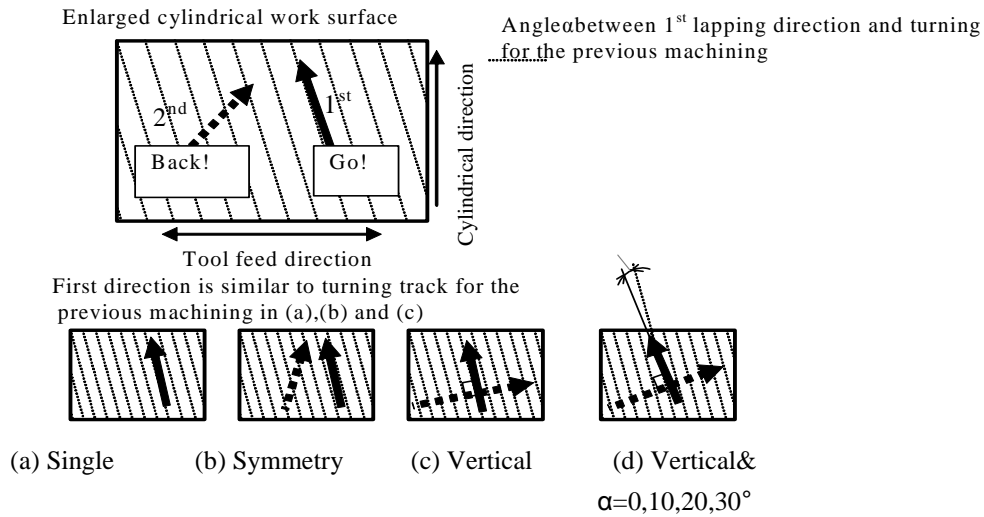 Enlarged cylindrical work surface
Angleαbetween 1st lapping direction and turning
for the previous machining
2nd
1st
Back!
Go!
Cylindrical direction
Tool feed direction
First direction is similar to turning track for the
previous machining in (a),(b) and (c)
(a) Single
(b) Symmetry
(c) Vertical
(d) Vertical&
α=0,10,20,30°